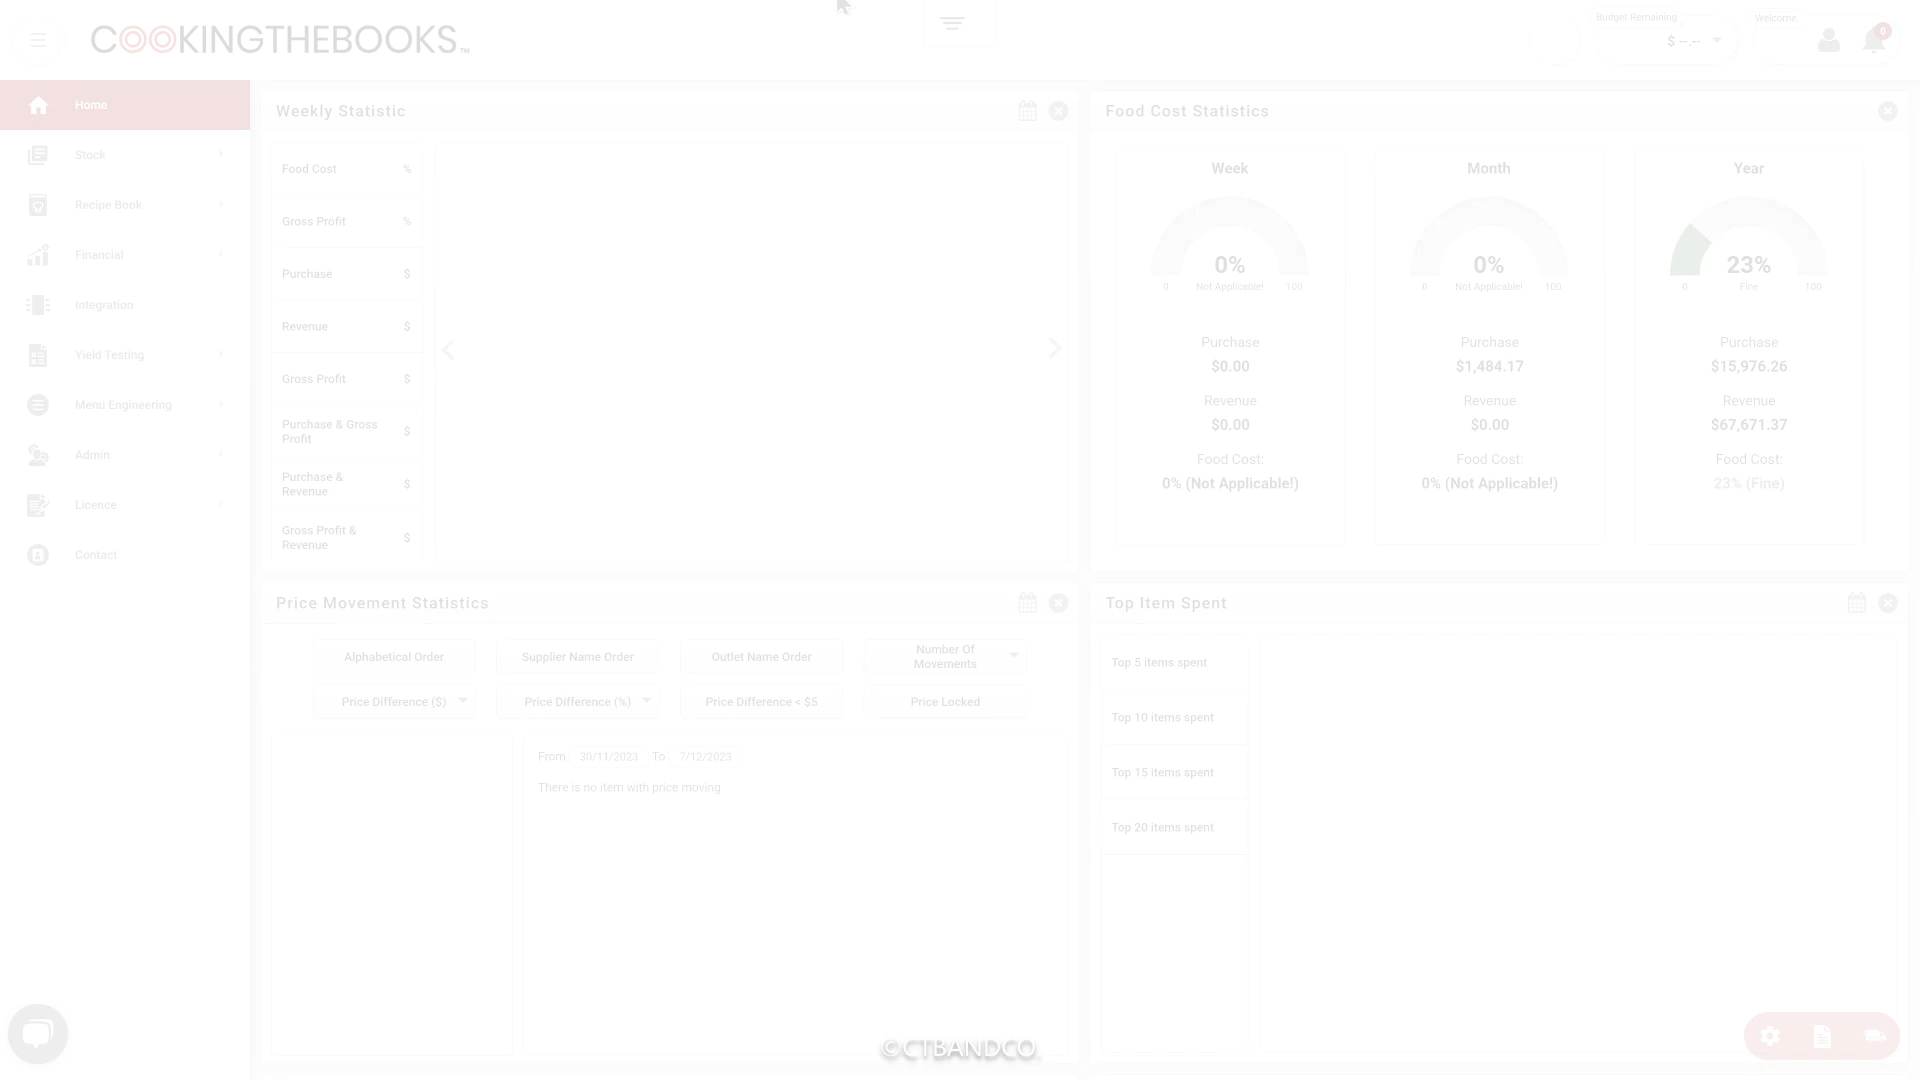 COOKINGTHEBOOKS™
Budget Remaining
$ --.--
Welcome,
0
Home
Stock
Recipe Book
Financial
Integration
Yield Testing
Menu Engineering
Admin
Licence
Contact
Weekly Statistic
Food Cost %
Gross Profit %
Purchase $
Revenue $
Gross Profit $
Purchase & Gross
Profit $
Purchase &
Revenue $
Gross Profit &
Revenue $
Food Cost Statistics
Week
0%
0 Not Applicable! 100
Purchase
$0.00
Revenue
$0.00
Food Cost:
0% (Not Applicable!)
Month
0%
0 Not Applicable! 100
Purchase
$1,484.17
Revenue
$0.00
Food Cost:
0% (Not Applicable!)
Year
23%
0 Fine 100
Purchase
$15,976.26
Revenue
$67,671.37
Food Cost:
23% (Fine)
Price Movement Statistics
Alphabetical Order
Supplier Name Order
Outlet Name Order
Number Of
Movements
Price Difference ($)
Price Difference (%)
Price Difference < $5
Price Locked
From : 30/11/2023 To : 7/12/2023
There is no item with price moving
Top Item Spent
Top 5 items spent
Top 10 items spent
Top 15 items spent
Top 20 items spent
©CTBANDCO.